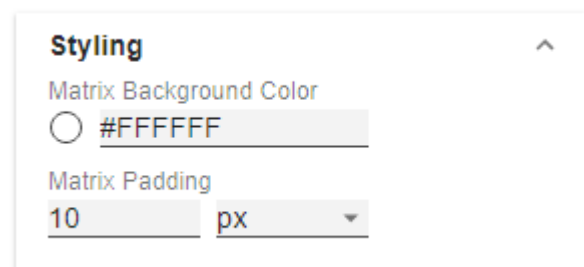 Styling
Matrix Background Color
#FFFFFF
Matrix Padding
10 px